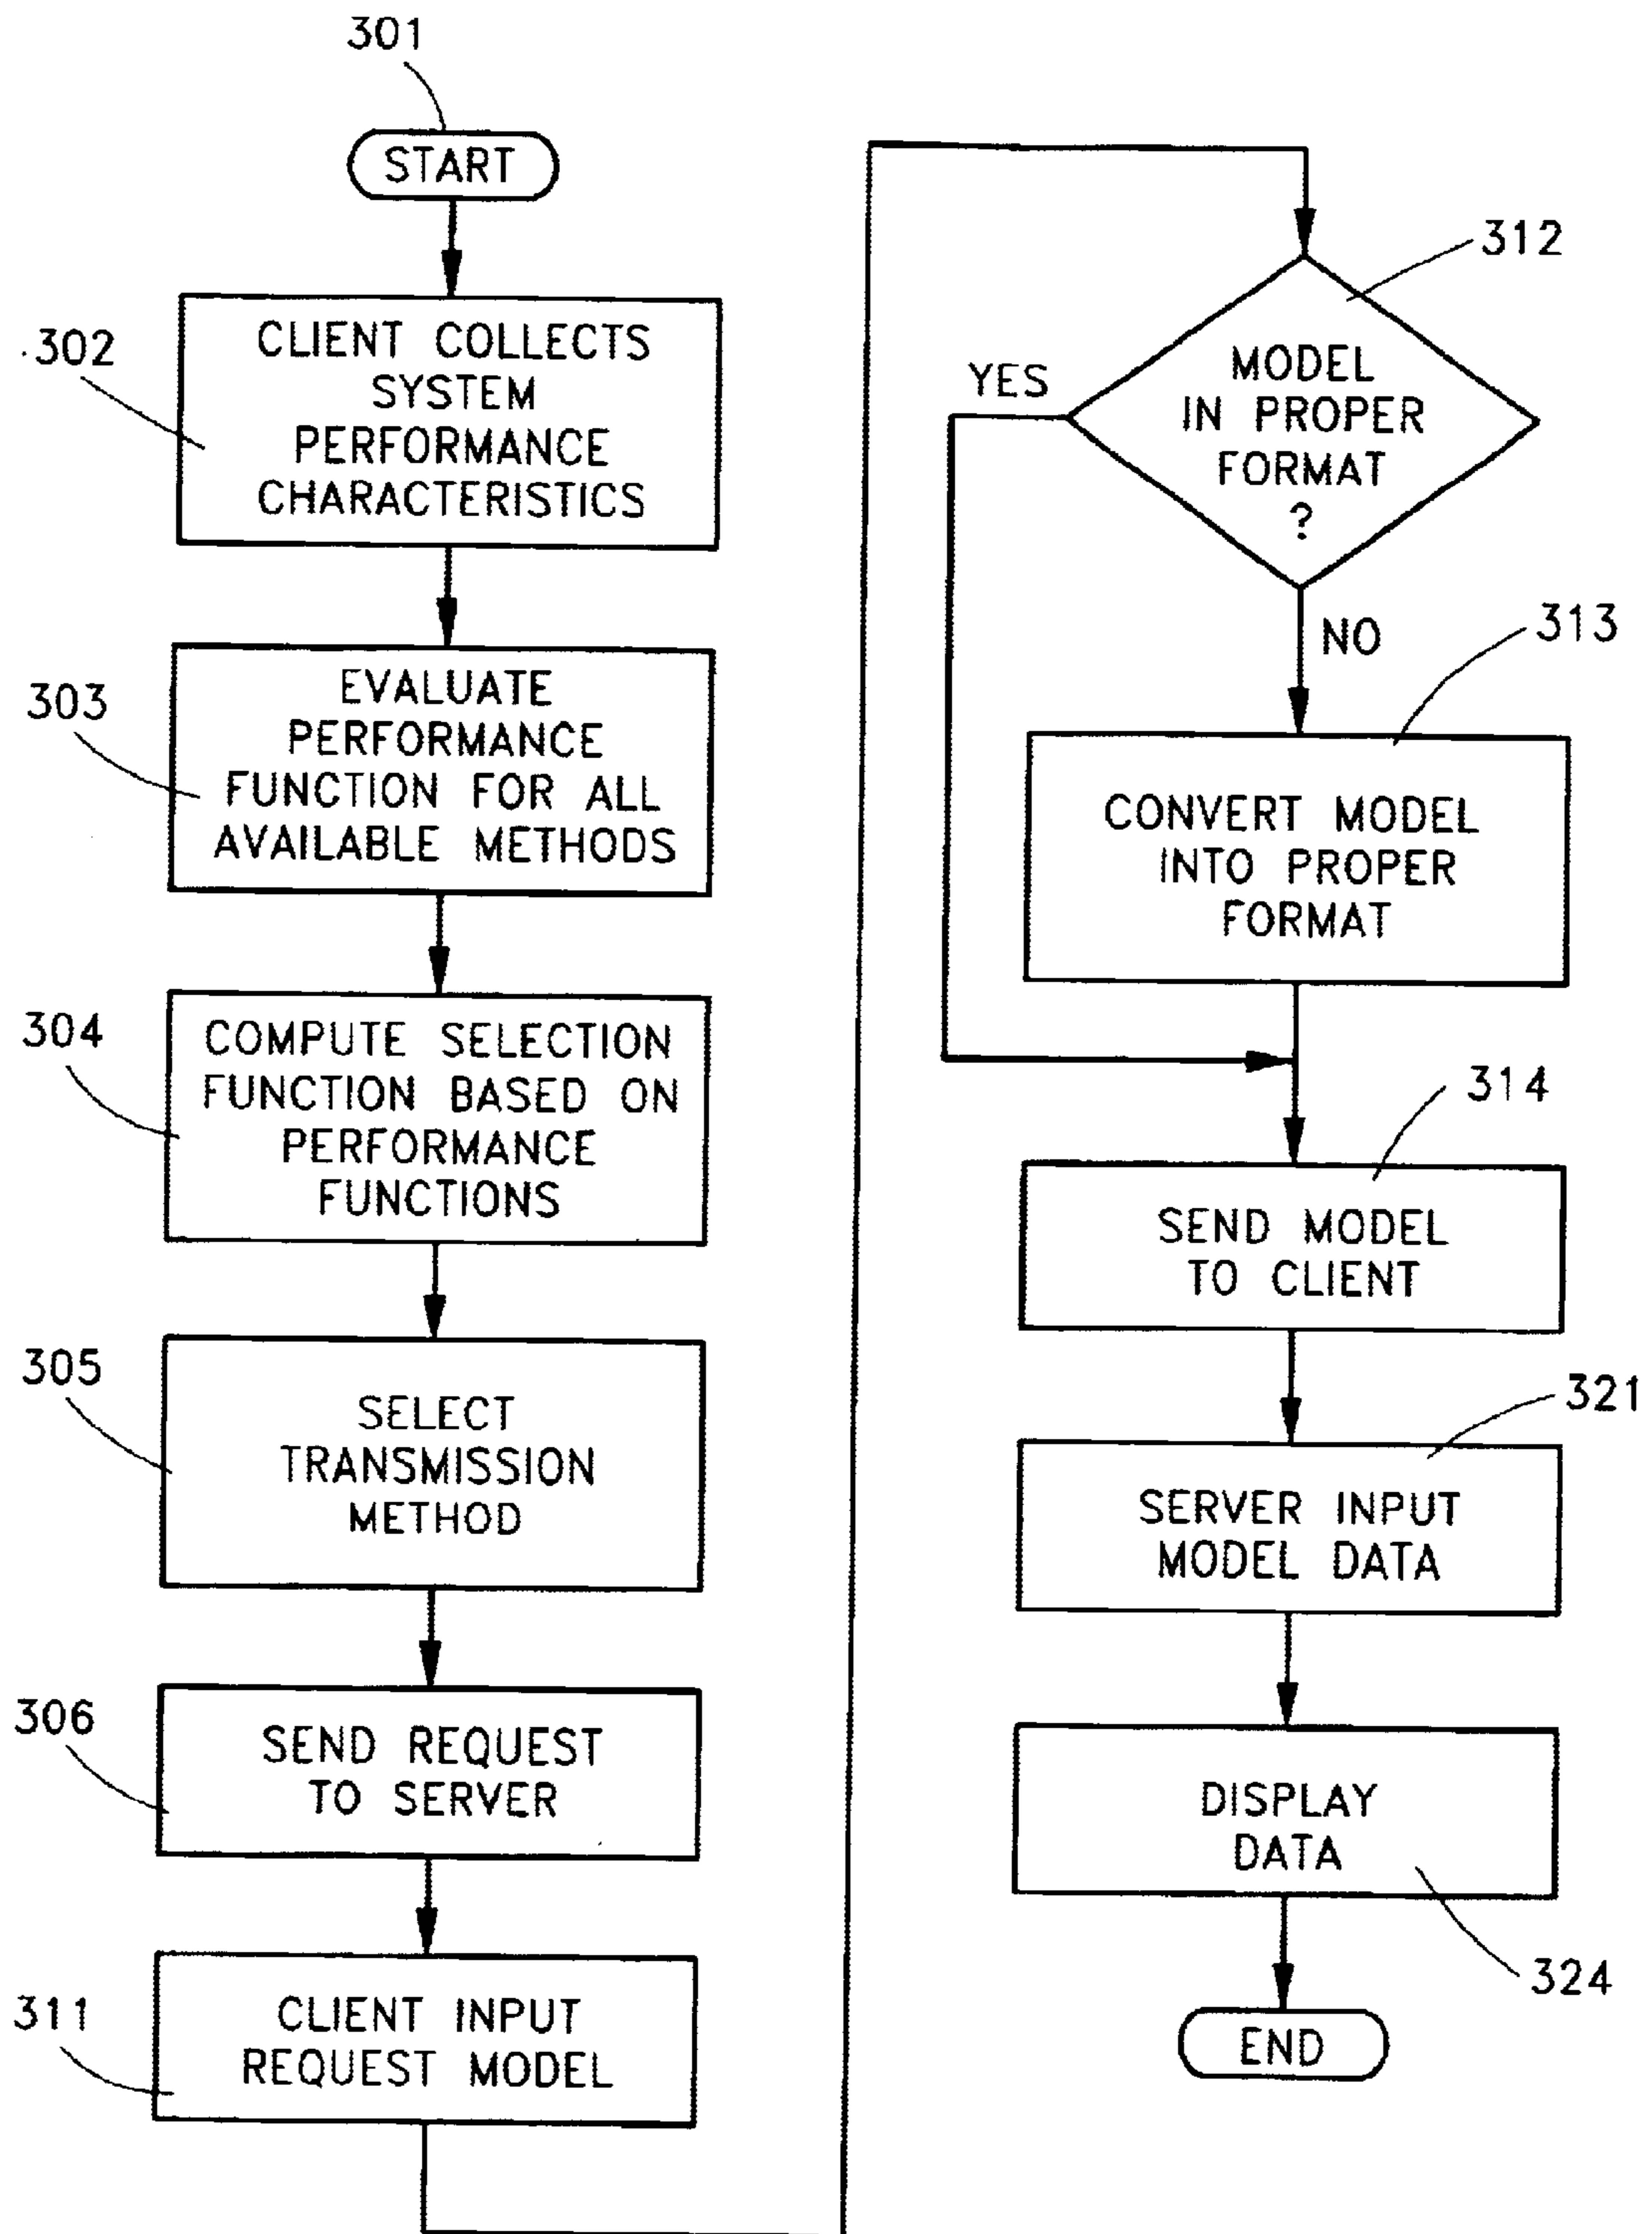 301
START
302
CLIENT COLLECTS
SYSTEM
PERFORMANCE
CHARACTERISTICS
303
EVALUATE
PERFORMANCE
FUNCTION FOR ALL
AVAILABLE METHODS
304
COMPUTE SELECTION
FUNCTION BASED ON
PERFORMANCE
FUNCTIONS
305
SELECT
TRANSMISSION
METHOD
306
SEND REQUEST
TO SERVER
311
CLIENT INPUT
REQUEST MODEL
312
MODEL
IN PROPER
FORMAT
?
YES
NO
313
CONVERT MODEL
INTO PROPER
FORMAT
314
SEND MODEL
TO CLIENT
321
SERVER INPUT
MODEL DATA
DISPLAY
DATA
324
END